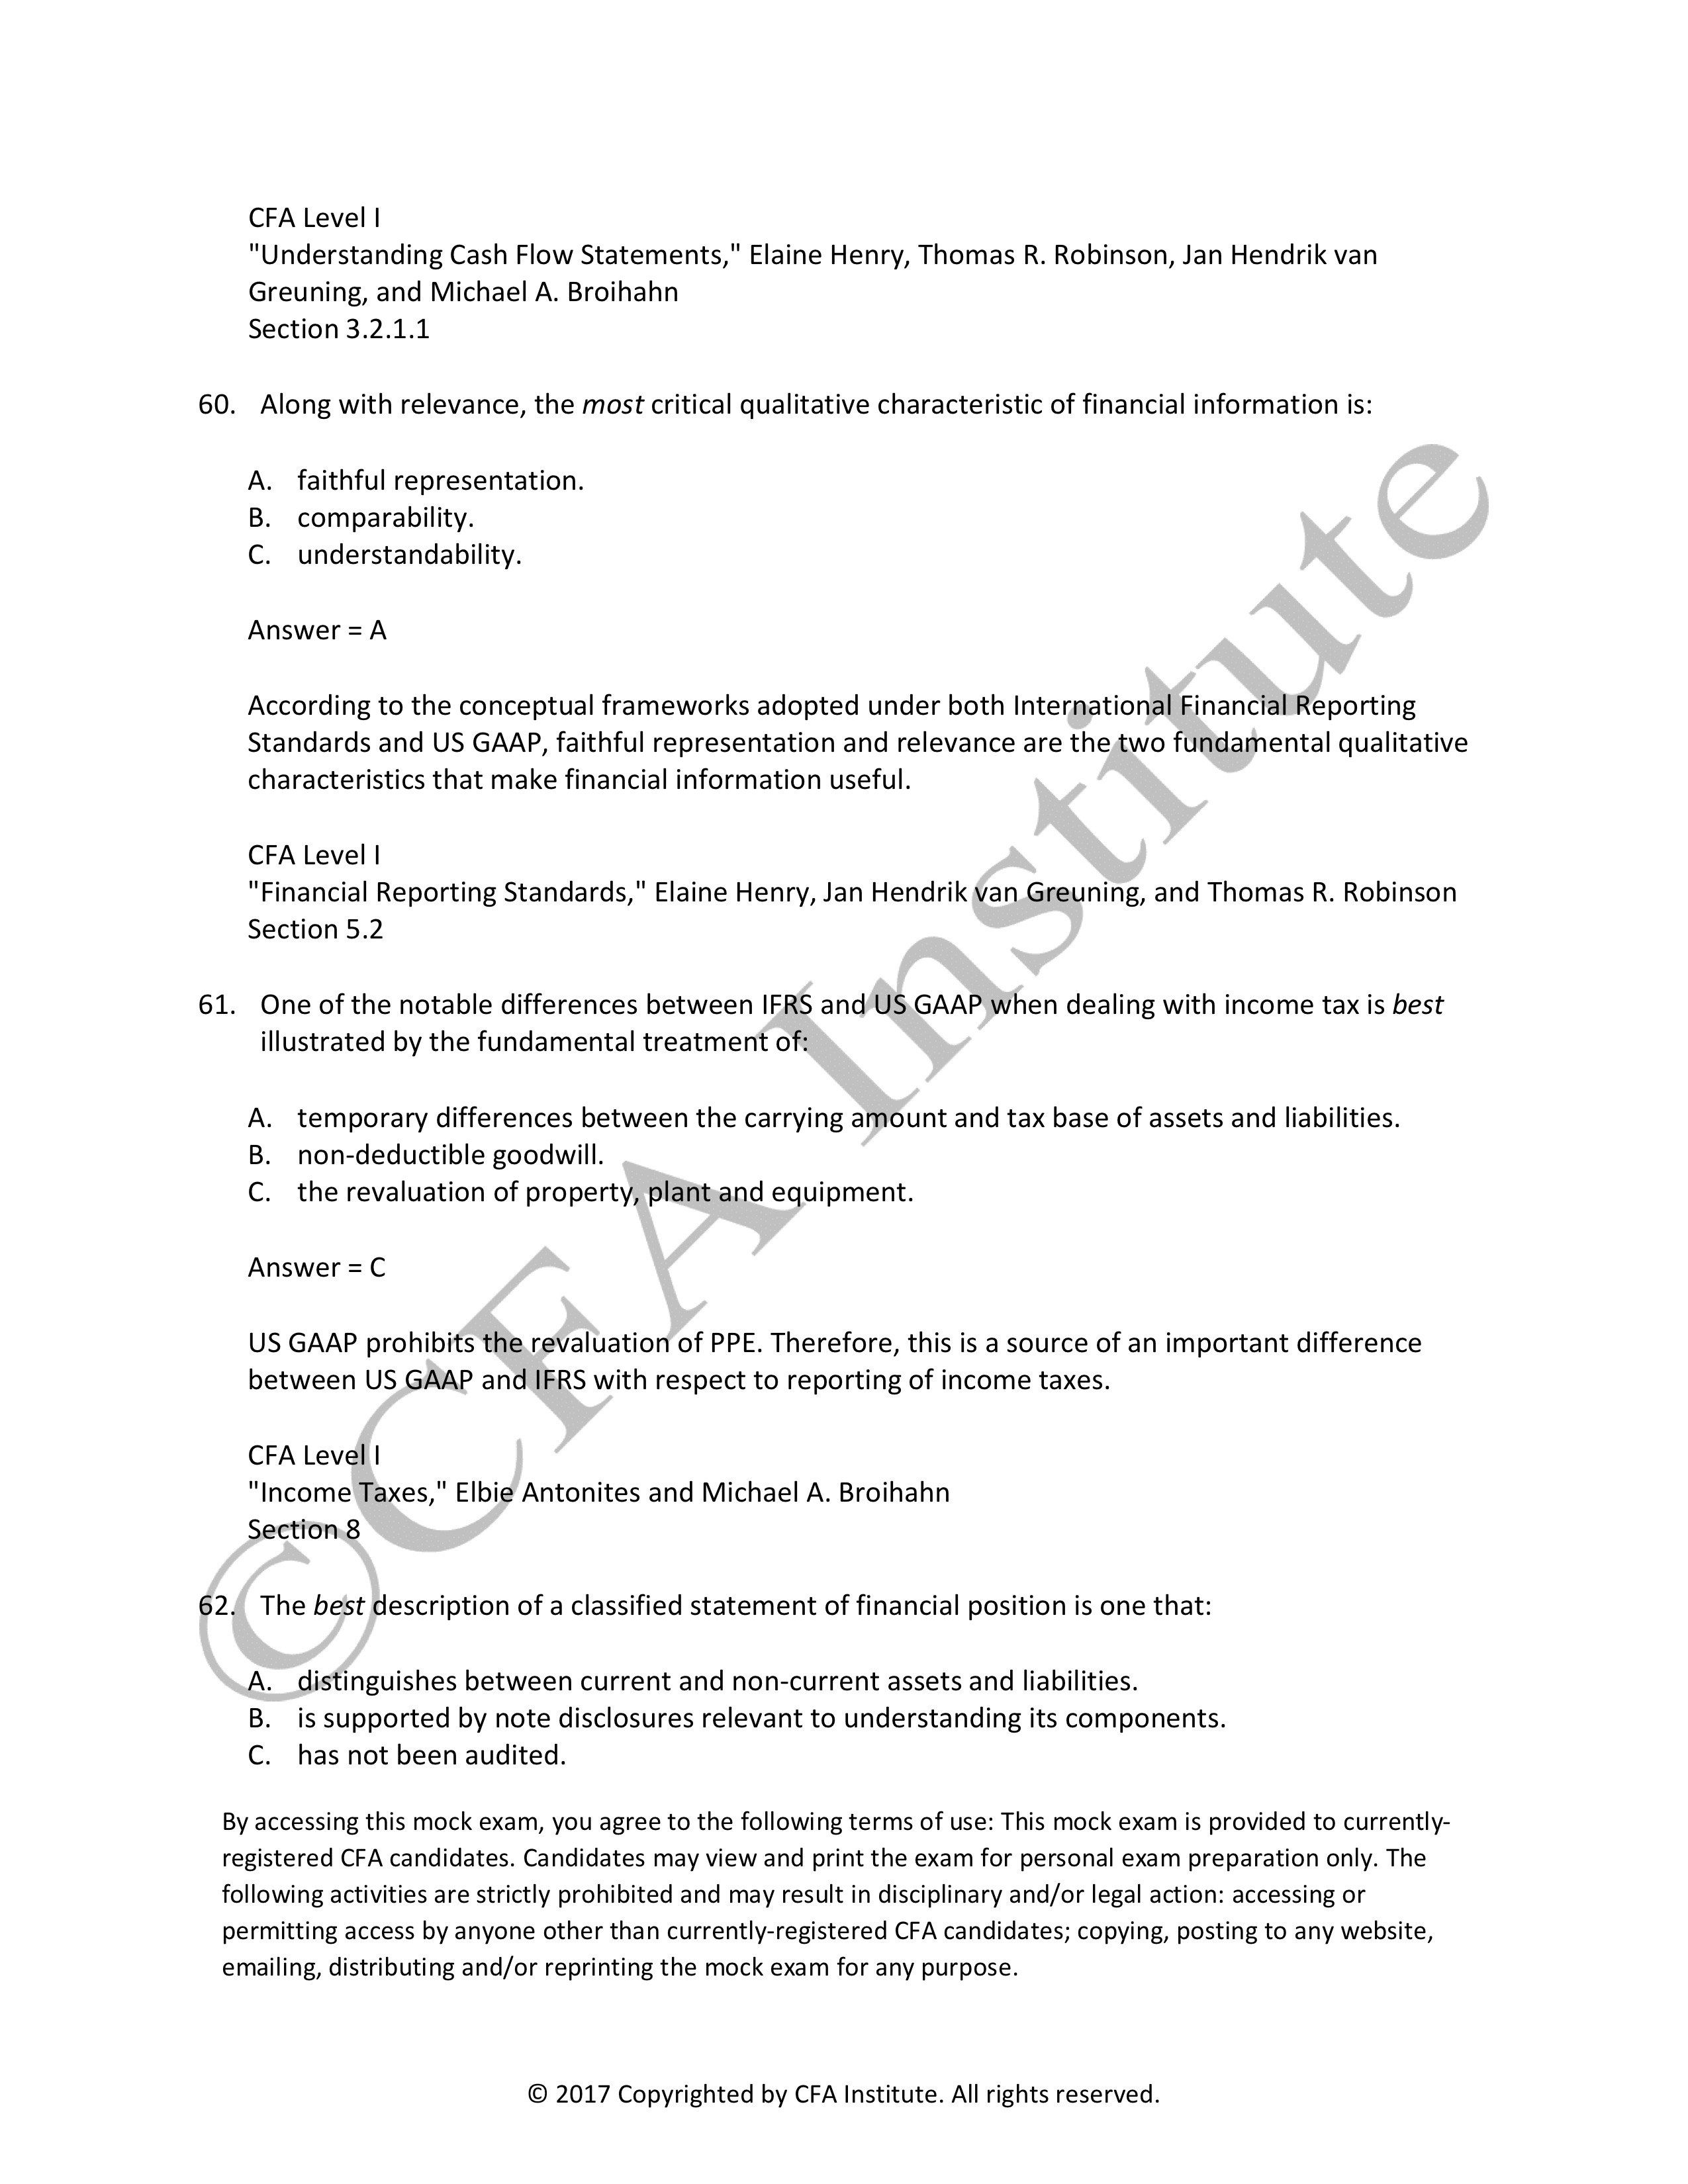 CFA Level I
"Understanding Cash Flow Statements," Elaine Henry, Thomas R. Robinson, Jan Hendrik van
Greuning, and Michael A. Broihahn
Section 3.2.1.1
60. Along with relevance, the most critical qualitative characteristic of financial information is:
A. faithful representation.
B. comparability.
C. understandability.
Answer = A
According to the conceptual frameworks adopted under both International Financial Reporting
Standards and US GAAP, faithful representation and relevance are the two fundamental qualitative
characteristics that make financial information useful.
CFA Level I
"Financial Reporting Standards," Elaine Henry, Jan Hendrik van Greuning, and Thomas R. Robinson
Section 5.2
61. One of the notable differences between IFRS and US GAAP when dealing with income tax is best
illustrated by the fundamental treatment of:
A. temporary differences between the carrying amount and tax base of assets and liabilities.
B. non-deductible goodwill.
C. the revaluation of property, plant and equipment.
Answer = C
US GAAP prohibits the revaluation of PPE. Therefore, this is a source of an important difference
between US GAAP and IFRS with respect to reporting of income taxes.
CFA Level I
"Income Taxes," Elbie Antonites and Michael A. Broihahn
Section 8
62. The best description of a classified statement of financial position is one that:
A. distinguishes between current and non-current assets and liabilities.
B. is supported by note disclosures relevant to understanding its components.
C. has not been audited.
By accessing this mock exam, you agree to the following terms of use: This mock exam is provided to currently-
registered CFA candidates. Candidates may view and print the exam for personal exam preparation only. The
following activities are strictly prohibited and may result in disciplinary and/or legal action: accessing or
permitting access by anyone other than currently-registered CFA candidates; copying, posting to any website,
emailing, distributing and/or reprinting the mock exam for any purpose.
© 2017 Copyrighted by CFA Institute. All rights reserved.
©CFA Institute